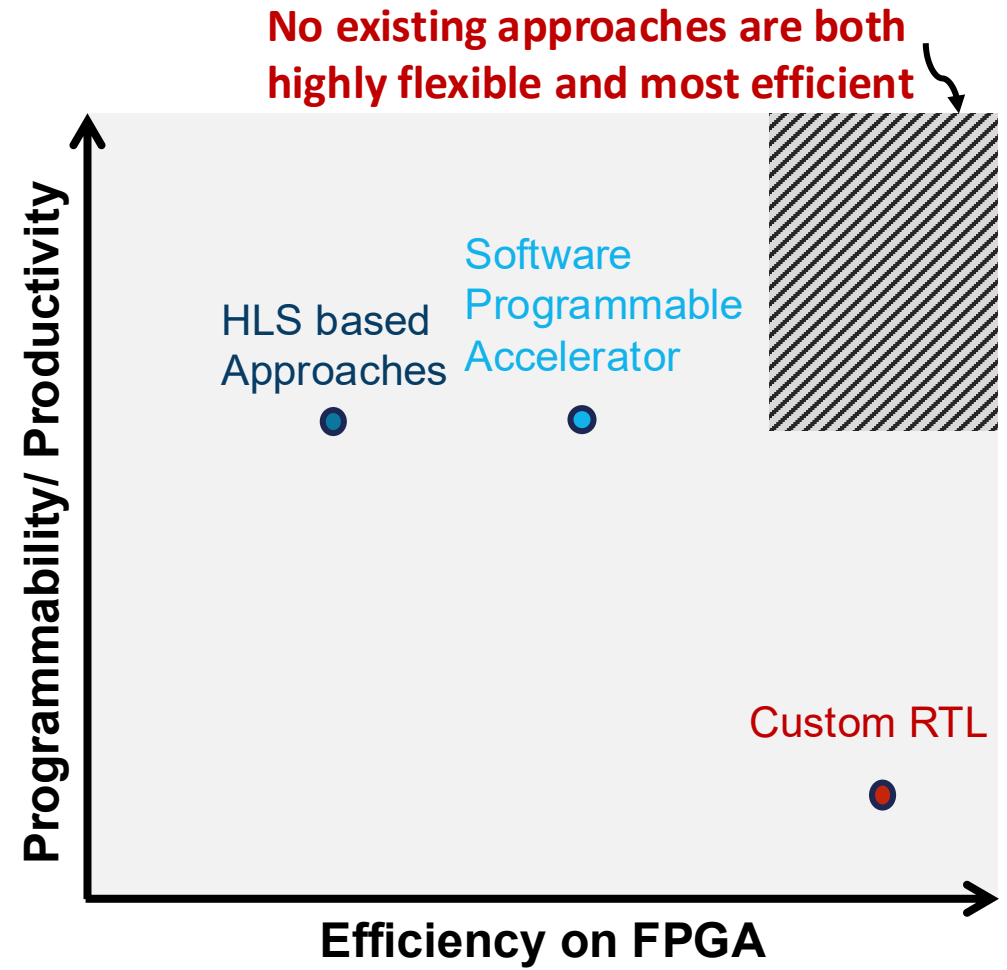 No existing approaches are both
highly flexible and most efficient
Programmability/ Productivity
Software
Programmable
Accelerator
HLS based
Approaches
Custom RTL
Efficiency on FPGA